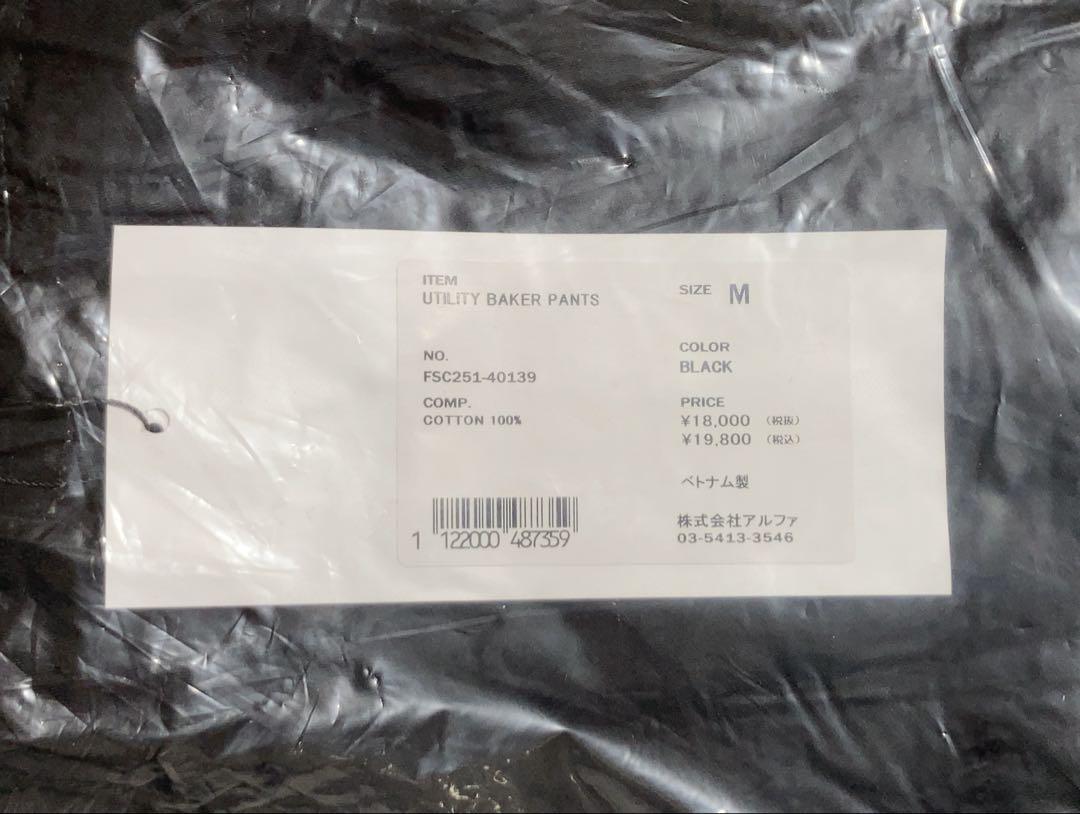 ITEM
UTILITY BAKER PANTS
SIZE M
NO.
FSC251-40139
COMP.
COTTON 100%
COLOR
BLACK
PRICE
¥18,000 (税抜)
¥19,800 (税込)
ベトナム製
株式会社アルファ
03-5413-3546
1 122000 487359